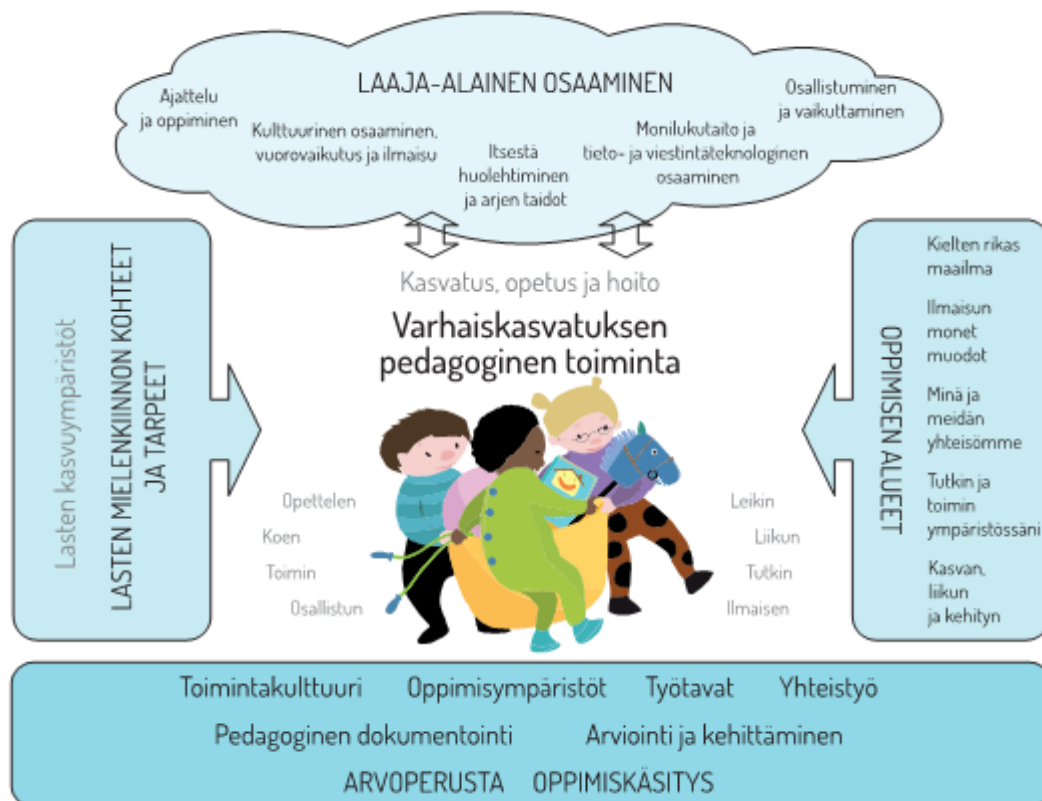 LAAJA-ALAINEN OSAAMINEN
Ajattelu
ja oppiminen
Kulttuurinen osaaminen,
vuorovaikutus ja ilmaisu
Itsestä
huolehtiminen
ja arjen taidot
Monilukutaito ja
tieto- ja viestintäteknologinen
osaaminen
Osallistuminen
ja vaikuttaminen
Lasten kasvuympäristöt
LASTEN MIELENKIINNON KOHTEET
JA TARPEET
Kasvatus, opetus ja hoito
Varhaiskasvatuksen
pedagoginen toiminta
Opettelen
Koen
Toimin
Osallistun
Leikin
Liikun
Tutkin
Ilmaisen
OPPIMISEN ALUEET
Kielten rikas
maailma
Ilmaisun
monet
muodot
Minä ja
meidän
yhteisömme
Tutkin ja
toimin
ympäristössäni
Kasvan,
liikun
ja kehityn
Toimintakulttuuri Oppimisympäristöt Työtavat Yhteistyö
Pedagoginen dokumentointi Arviointi ja kehittäminen
ARVOPERUSTA OPPIMISKÄSITYS